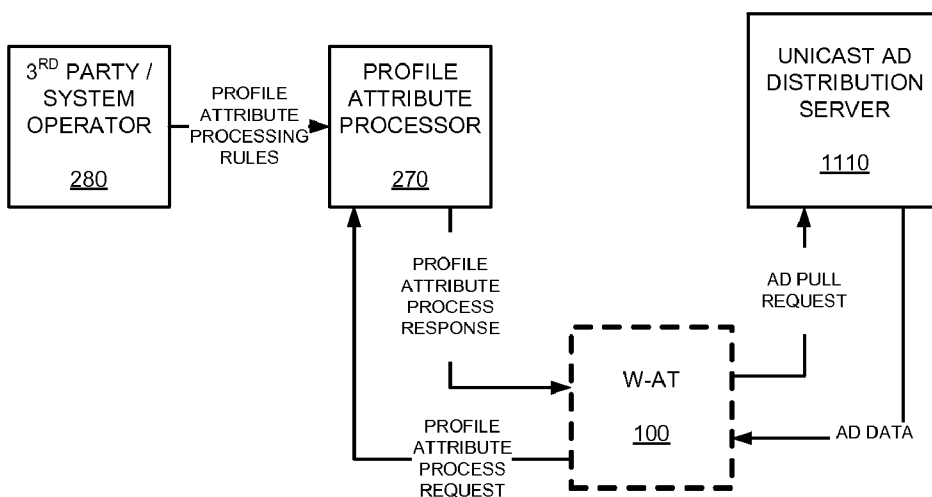 3RD PARTY /
SYSTEM
OPERATOR
280
PROFILE
ATTRIBUTE
PROCESSING
RULES
PROFILE
ATTRIBUTE
PROCESSOR
270
UNICAST AD
DISTRIBUTION
SERVER
1110
PROFILE
ATTRIBUTE
PROCESS
RESPONSE
AD PULL
REQUEST
W-AT
100
PROFILE
ATTRIBUTE
PROCESS
REQUEST
AD DATA